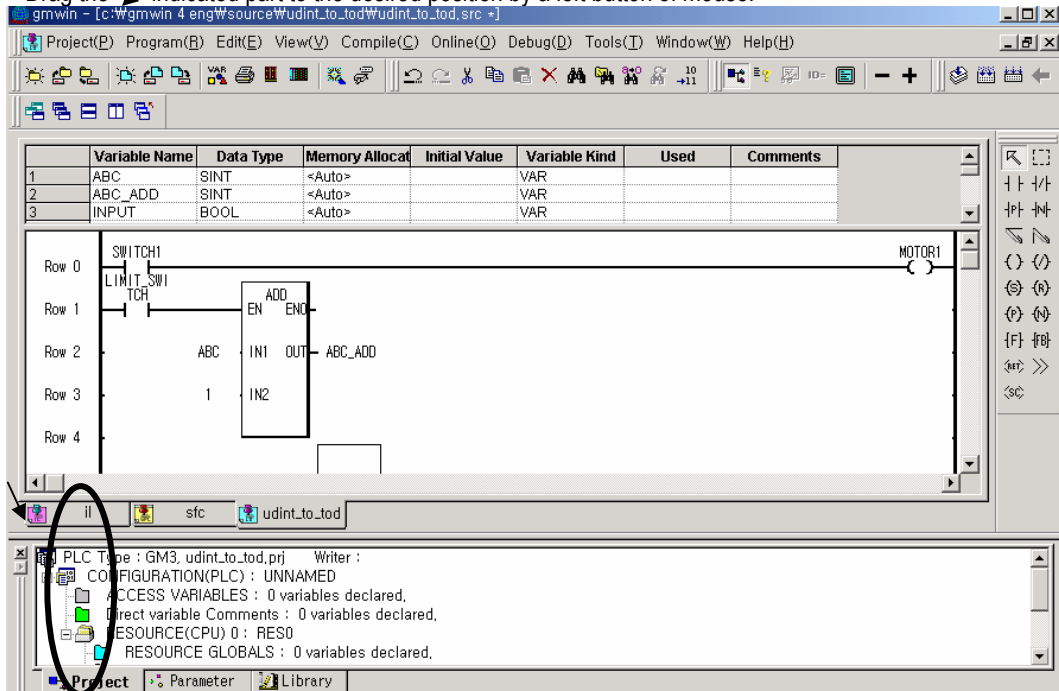 Drag the indicated part to the desired position by a left button of mouse.
gmwin - [c:₩gmwin 4 eng₩source₩udint_to_tod₩udint_to_tod,src *]
Project(P) Program(R) Edit(E) View(V) Compile(C) Online(O) Debug(D) Tools(T) Window(W) Help(H)
Variable Name Data Type Memory Allocat Initial Value Variable Kind Used Comments
1 ABC SINT <Auto> VAR
2 ABC_ADD SINT <Auto> VAR
3 INPUT BOOL <Auto> VAR
SWITCH1 MOTOR1
Row 0
LIMIT_SWI
TCH
ADD
Row 1 EN ENO
Row 2 ABC IN1 OUT ABC_ADD
Row 3 1 IN2
Row 4
il sfc udint_to_tod
PLC Type : GM3, udint_to_tod,prj Writer :
CONFIGURATION(PLC) : UNNAMED
ACCESS VARIABLES : 0 variables declared,
Direct variable Comments : 0 variables declared,
RESOURCE(CPU) 0 : RES0
RESOURCE GLOBALS : 0 variables declared,
Project Parameter Library